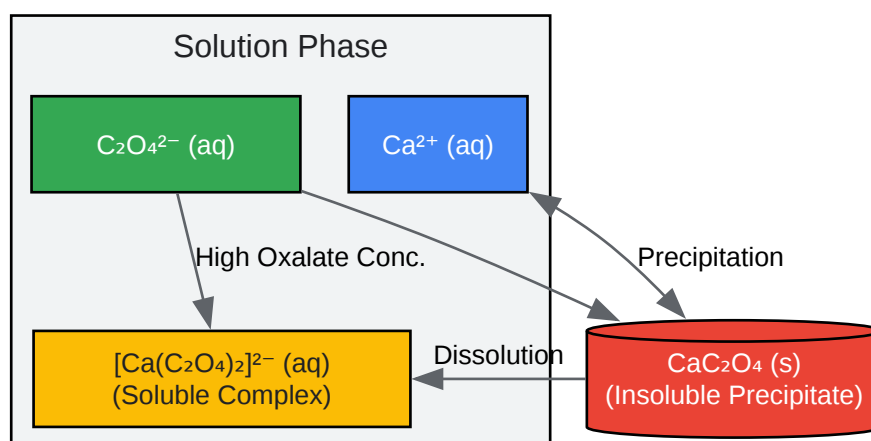 Solution Phase
C₂O₄²⁻ (aq)
Ca²⁺ (aq)
High Oxalate Conc.
Precipitation
[Ca(C₂O₄)₂]²⁻ (aq)
(Soluble Complex)
Dissolution
CaC₂O₄ (s)
(Insoluble Precipitate)